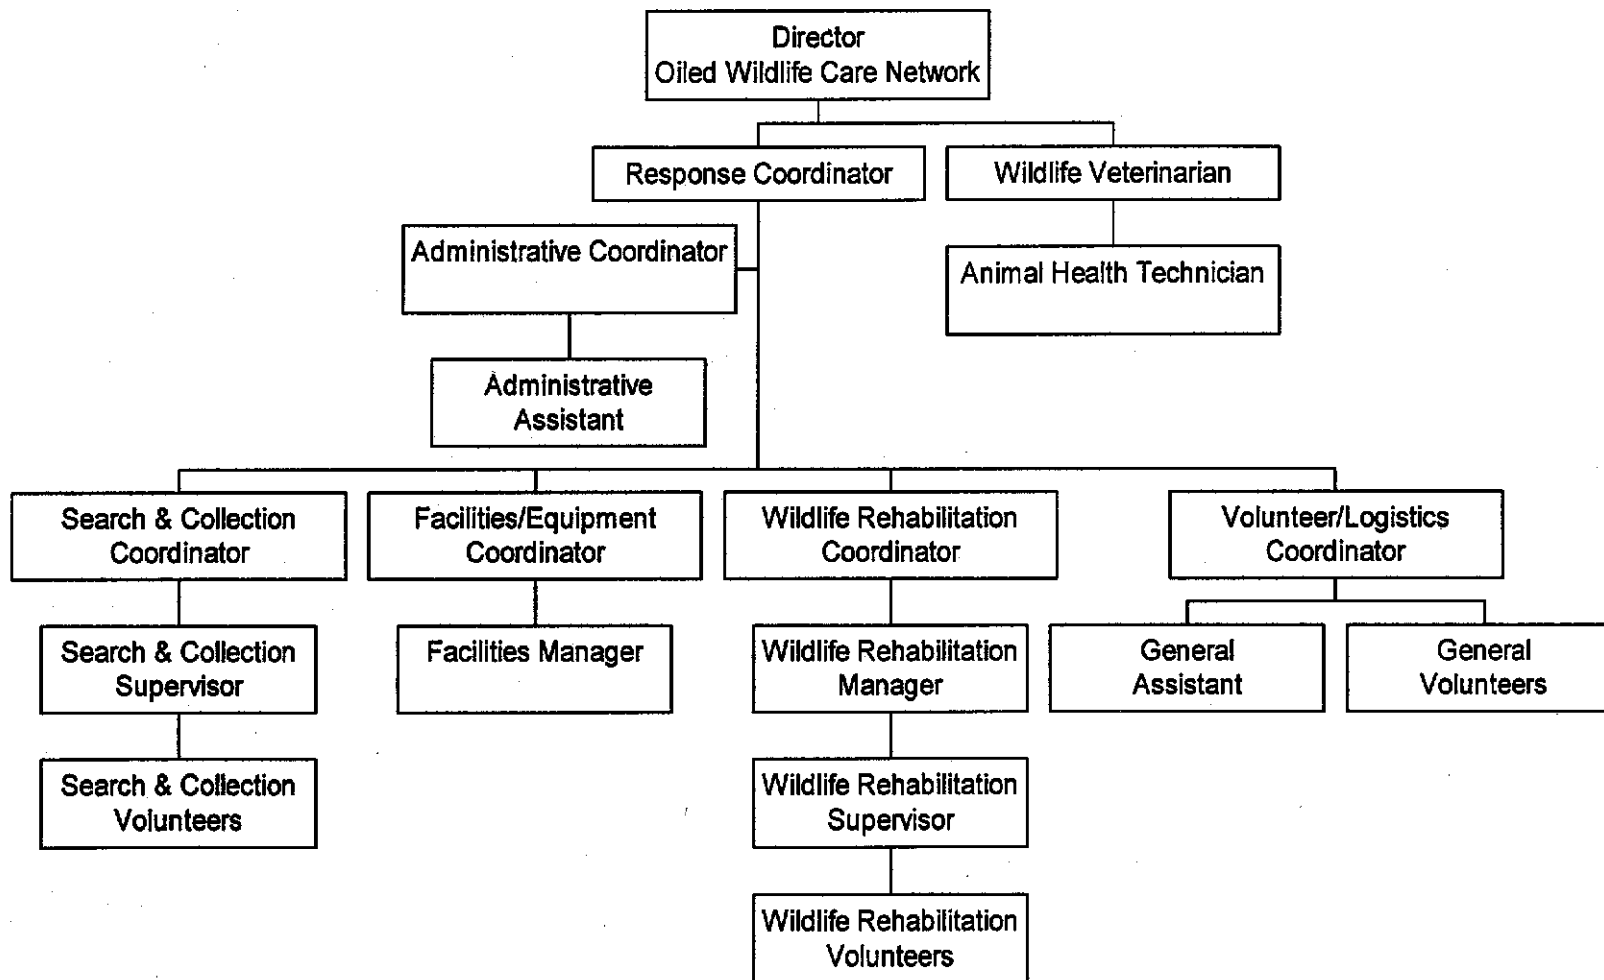 Director
Oiled Wildlife Care Network
Response Coordinator
Wildlife Veterinarian
Administrative Coordinator
Animal Health Technician
Administrative
Assistant
Search & Collection
Coordinator
Facilities/Equipment
Coordinator
Wildlife Rehabilitation
Coordinator
Volunteer/Logistics
Coordinator
Search & Collection
Supervisor
Facilities Manager
Wildlife Rehabilitation
Manager
General
Assistant
General
Volunteers
Search & Collection
Volunteers
Wildlife Rehabilitation
Supervisor
Wildlife Rehabilitation
Volunteers